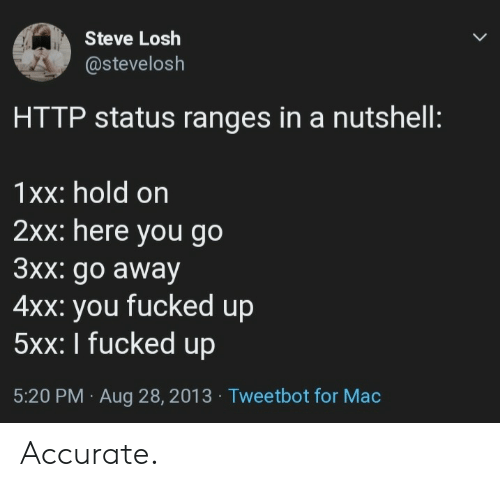 Steve Losh
@stevelosh
HTTP status ranges in a nutshell:
1xx: hold on
2xx: here you go
3xx: go away
4xx: you fucked up
5xx: I fucked up
5:20 PM · Aug 28, 2013 · Tweetbot for Mac
Accurate.